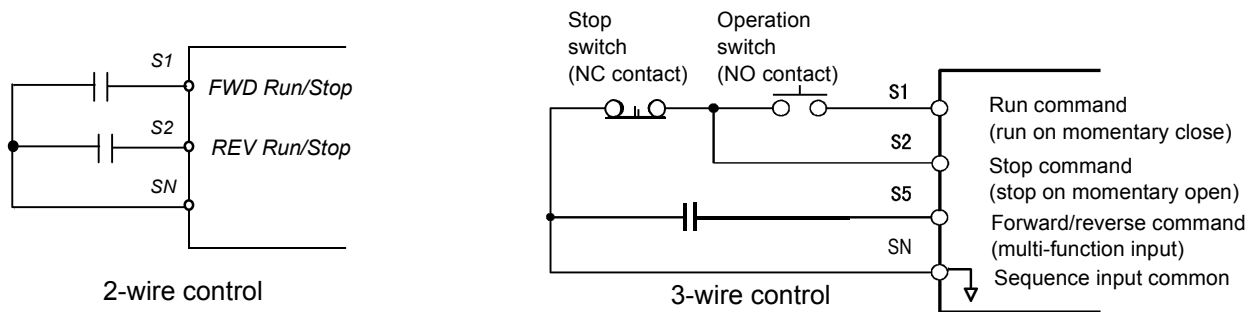 S1
FWD Run/Stop
S2
REV Run/Stop
SN
2-wire control
Stop
switch
(NC contact)
Operation
switch
(NO contact)
S1
Run command
(run on momentary close)
S2
Stop command
(stop on momentary open)
S5
Forward/reverse command
(multi-function input)
SN
Sequence input common
3-wire control